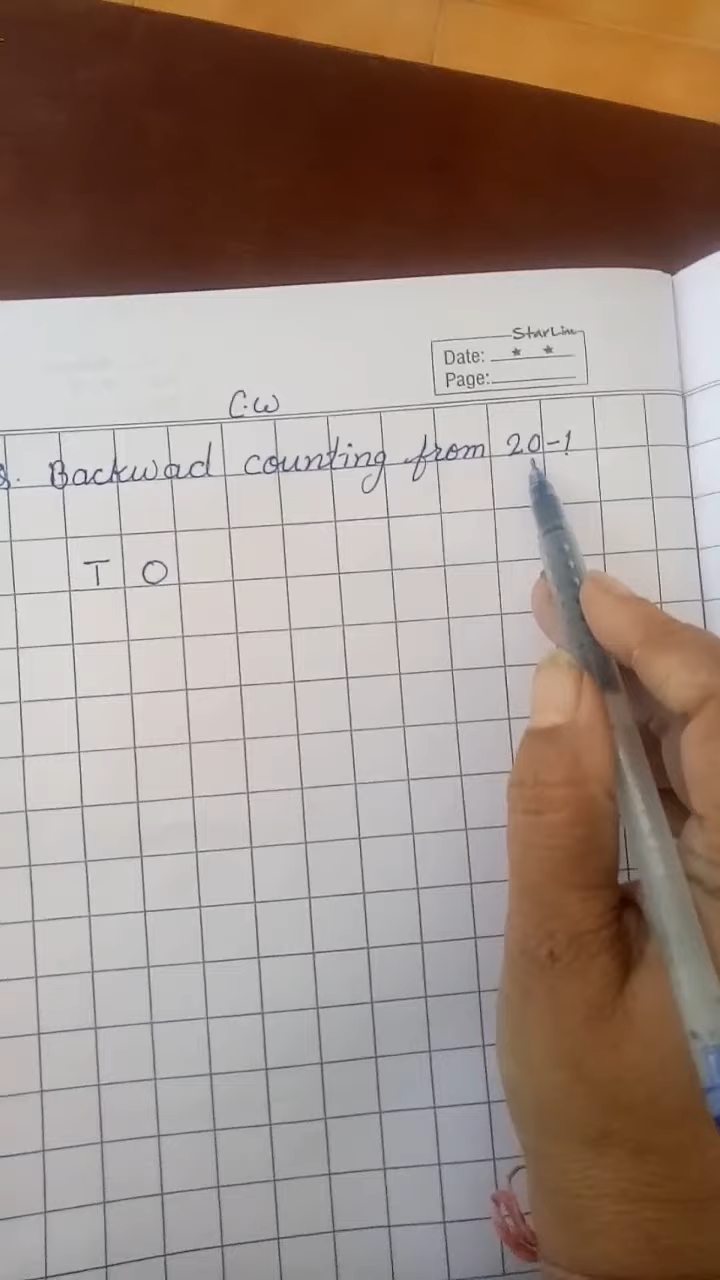 StarLine
Date:
Page:
C.W
Q. Backwad counting from 20-1
T O